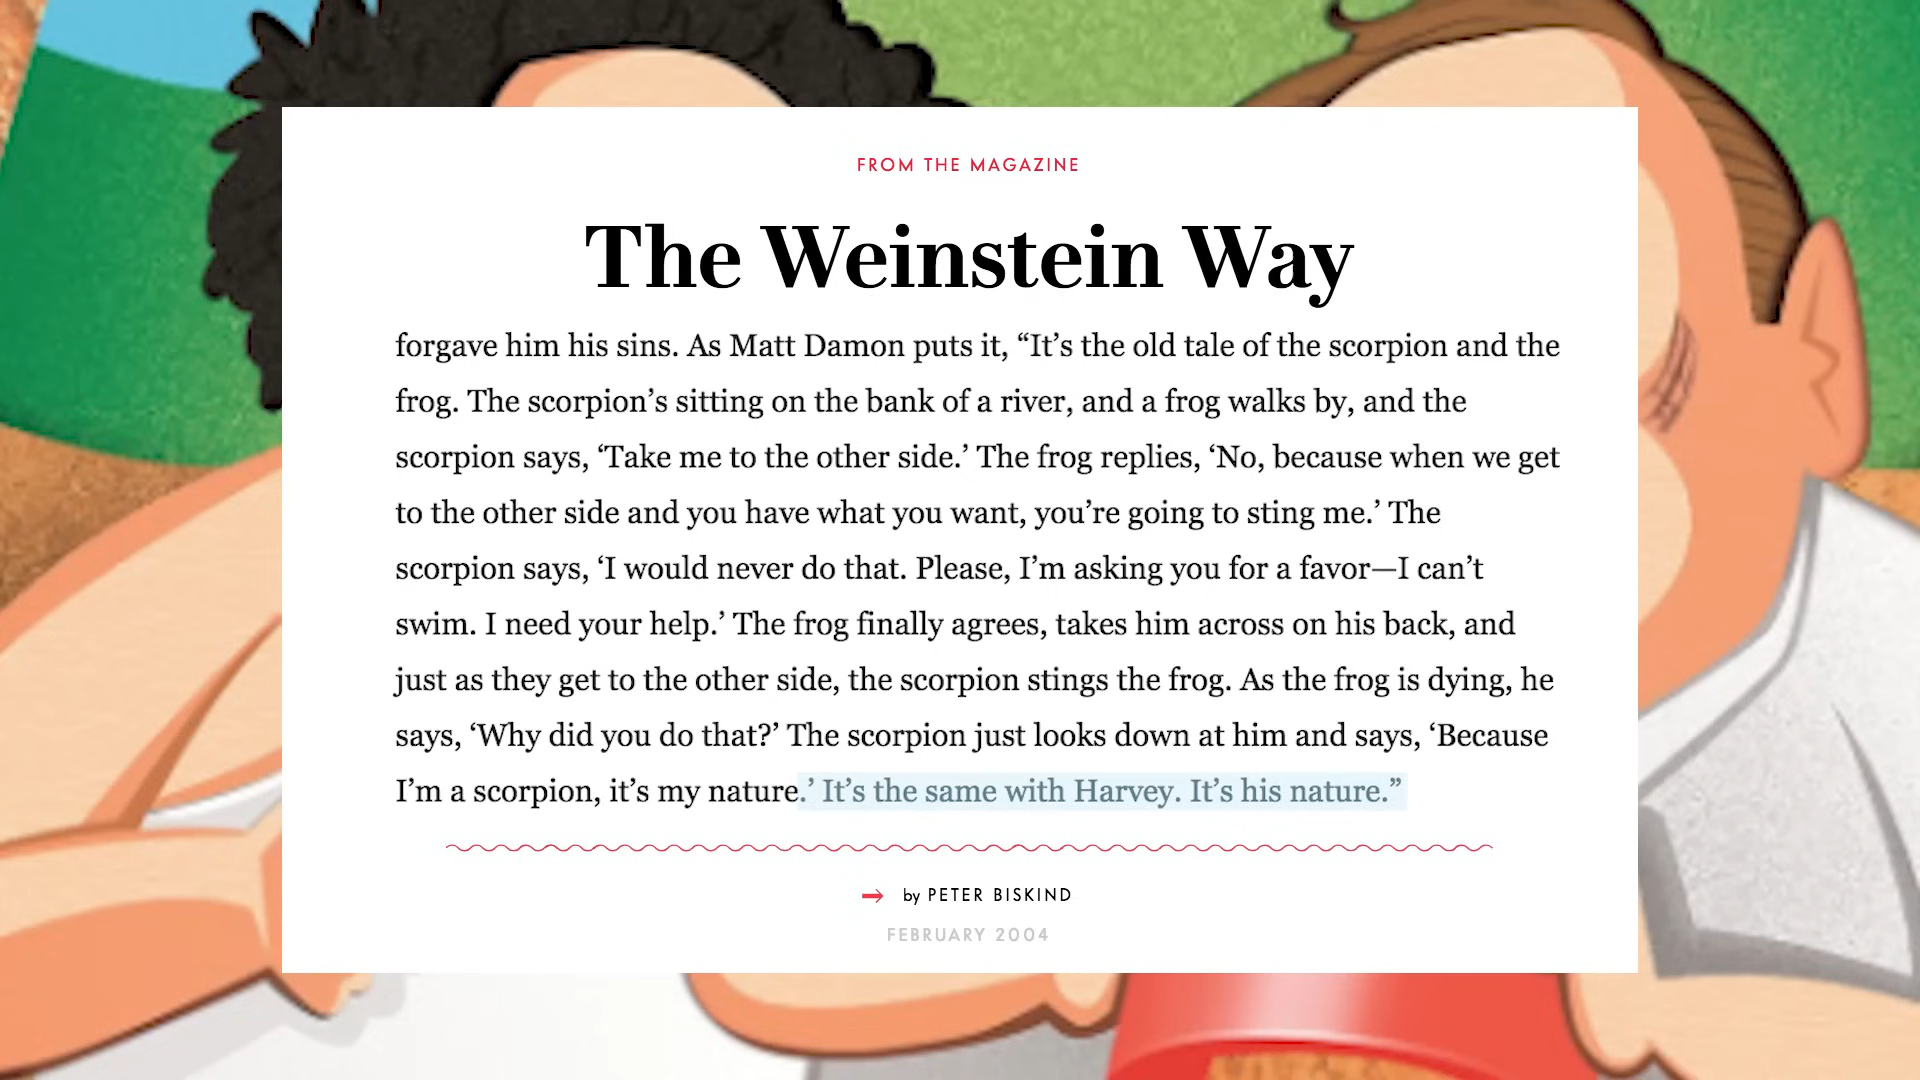 FROM THE MAGAZINE
The Weinstein Way
forgave him his sins. As Matt Damon puts it, “It’s the old tale of the scorpion and the
frog. The scorpion’s sitting on the bank of a river, and a frog walks by, and the
scorpion says, ‘Take me to the other side.’ The frog replies, ‘No, because when we get
to the other side and you have what you want, you’re going to sting me.’ The
scorpion says, ‘I would never do that. Please, I’m asking you for a favor—I can’t
swim. I need your help.’ The frog finally agrees, takes him across on his back, and
just as they get to the other side, the scorpion stings the frog. As the frog is dying, he
says, ‘Why did you do that?’ The scorpion just looks down at him and says, ‘Because
I’m a scorpion, it’s my nature.’ It’s the same with Harvey. It’s his nature.”
by PETER BISKIND
FEBRUARY 2004